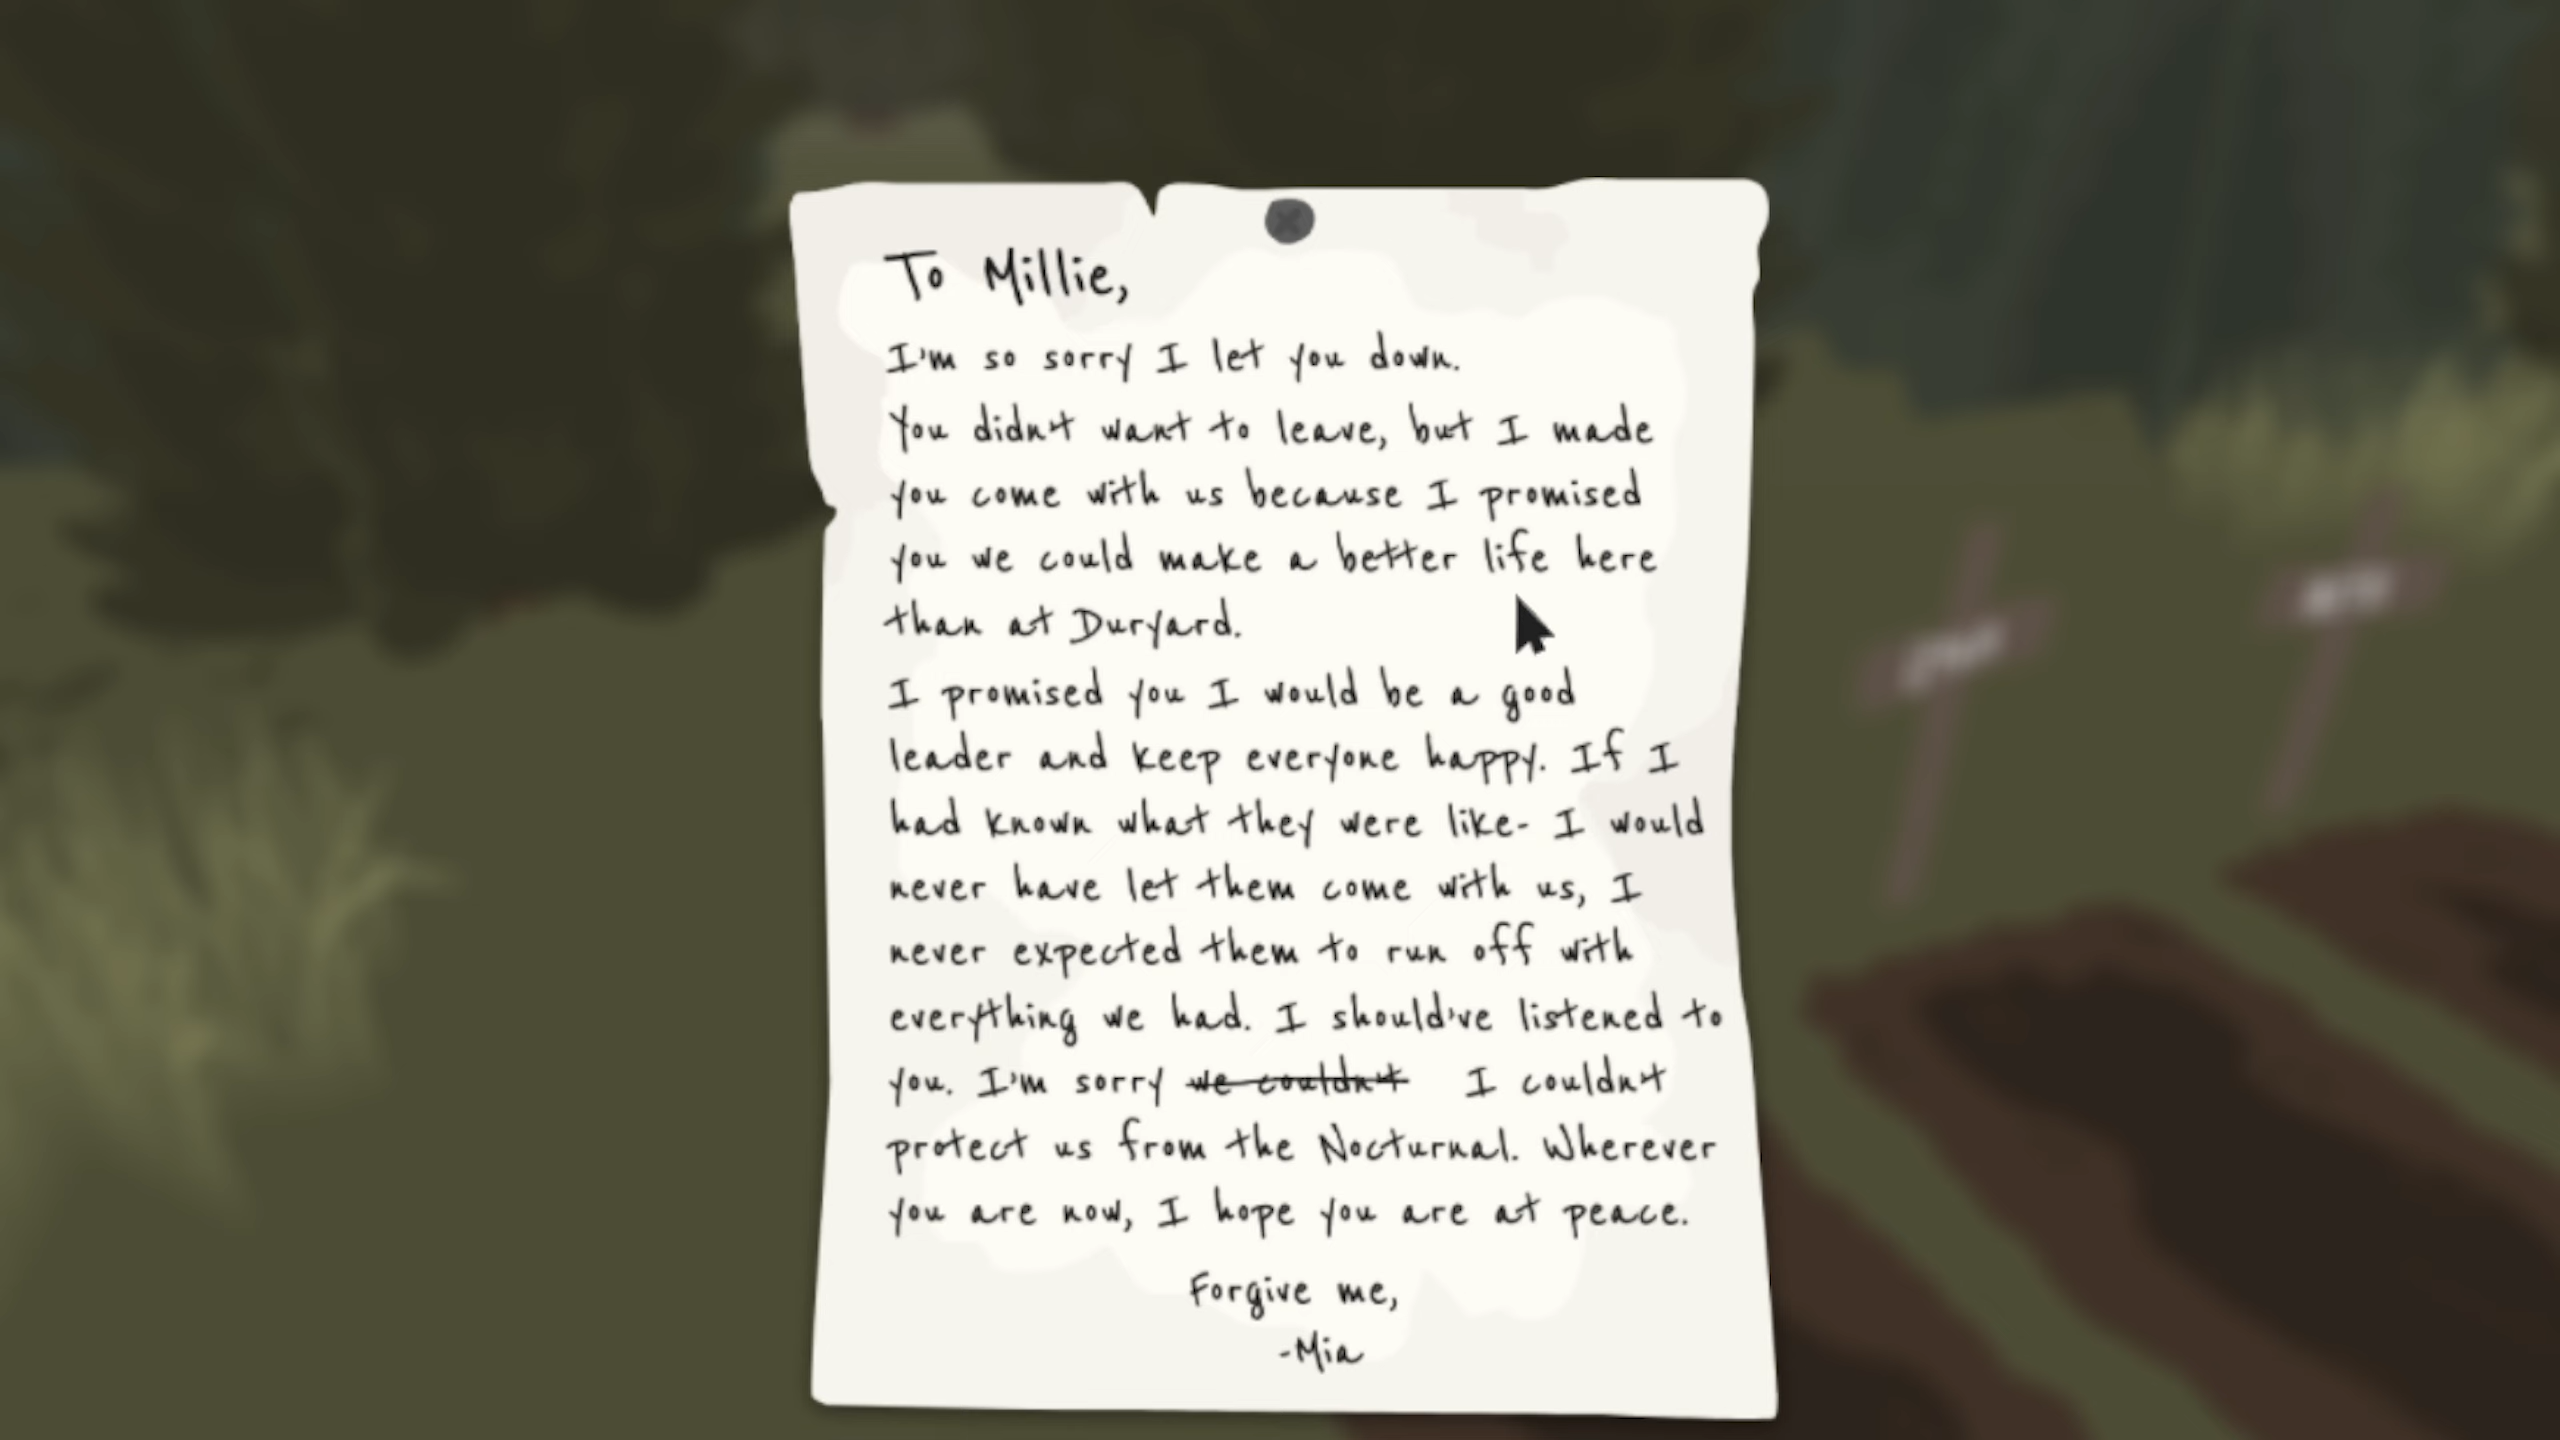 To Millie,
I'm so sorry I let you down.
You didn't want to leave, but I made
you come with us because I promised
you we could make a better life here
than at Duryard.
I promised you I would be a good
leader and keep everyone happy. If I
had known what they were like- I would
never have let them come with us, I
never expected them to run off with
everything we had. I should've listened to
you. I'm sorry we couldn't I couldn't
protect us from the Nocturnal. Wherever
you are now, I hope you are at peace.
Forgive me,
-Mia